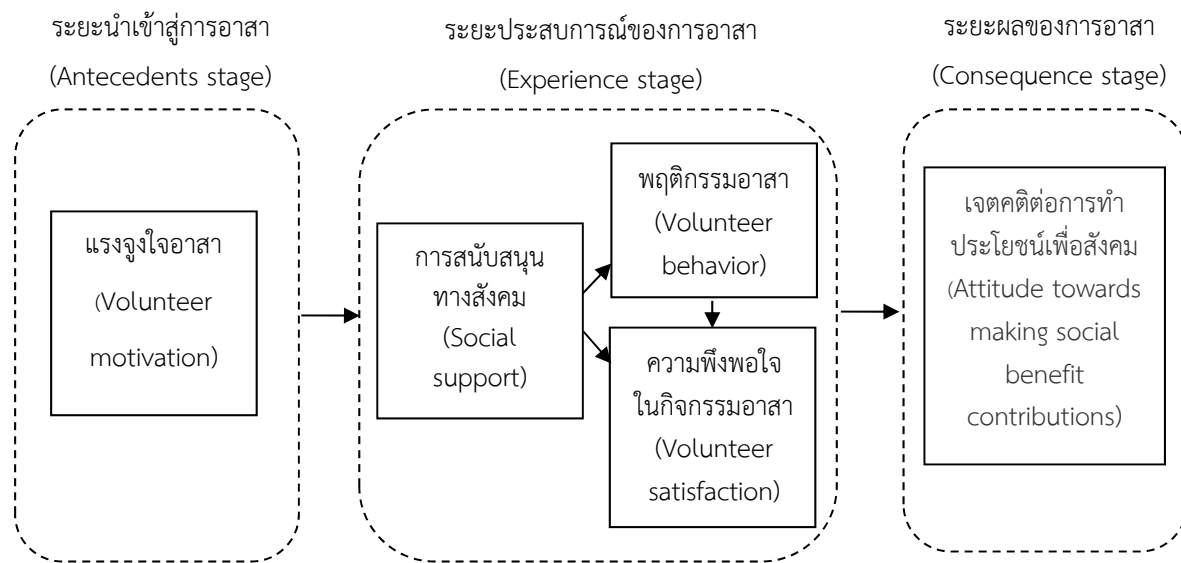 ระยะนำเข้าสู่การอาสา
(Antecedents stage)
ระยะประสบการณ์ของการอาสา
(Experience stage)
ระยะผลของการอาสา
(Consequence stage)
แรงจูงใจอาสา
(Volunteer
motivation)
การสนับสนุน
ทางสังคม
(Social
support)
พฤติกรรมอาสา
(Volunteer
behavior)
ความพึงพอใจ
ในกิจกรรมอาสา
(Volunteer
satisfaction)
เจตคติต่อการทำ
ประโยชน์เพื่อสังคม
(Attitude towards
making social
benefit
contributions)